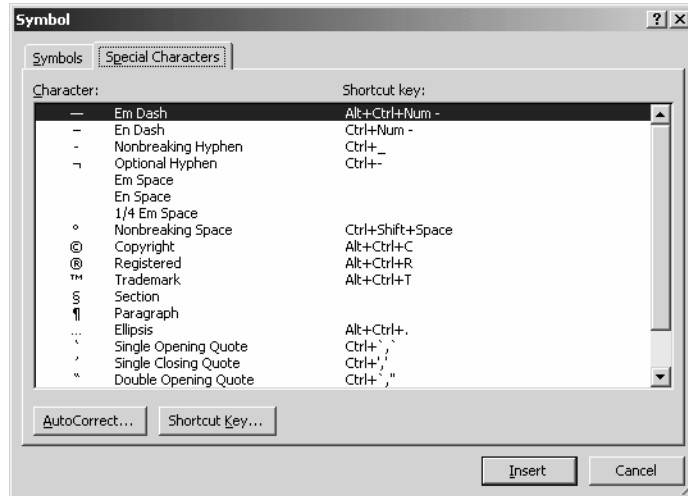 Symbol
Symbols Special Characters
Character: Shortcut key:
— Em Dash Alt+Ctrl+Num -
– En Dash Ctrl+Num -
- Nonbreaking Hyphen Ctrl+_
¬ Optional Hyphen Ctrl+-
Em Space
En Space
1/4 Em Space
° Nonbreaking Space Ctrl+Shift+Space
© Copyright Alt+Ctrl+C
® Registered Alt+Ctrl+R
™ Trademark Alt+Ctrl+T
§ Section
¶ Paragraph
… Ellipsis Alt+Ctrl+.
‛ Single Opening Quote Ctrl+`,`
’ Single Closing Quote Ctrl+','
“ Double Opening Quote Ctrl+`,"
AutoCorrect... Shortcut Key...
Insert Cancel